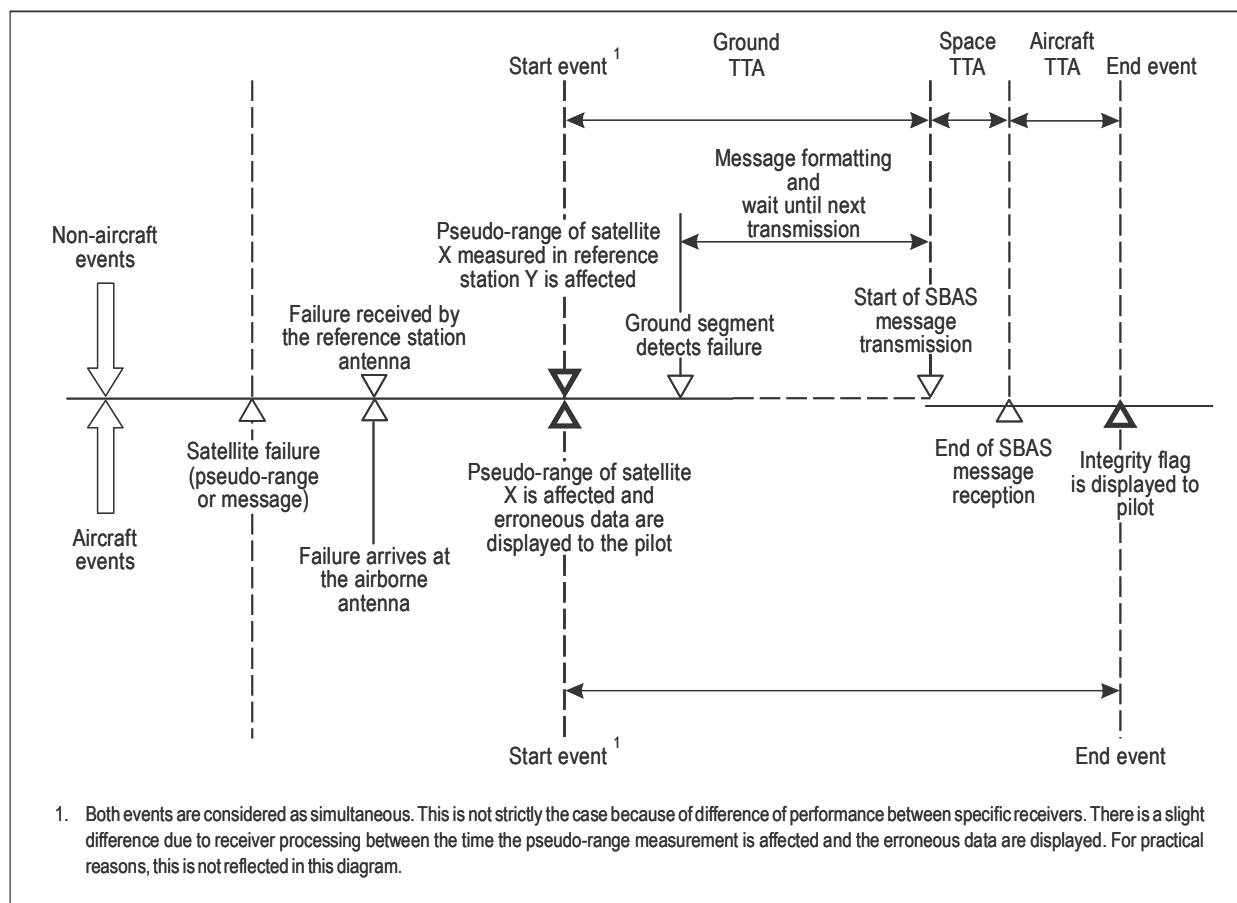 Ground
TTA
Space
TTA
Aircraft
TTA
Start event 1
End event
Message formatting
and
wait until next
transmission
Non-aircraft
events
Pseudo-range of satellite
X measured in reference
station Y is affected
Failure received by
the reference station
antenna
Ground segment
detects failure
Start of SBAS
message
transmission
Satellite failure
(pseudo-range
or message)
Pseudo-range of satellite
X is affected and
erroneous data are
displayed to the pilot
End of SBAS
message
reception
Integrity flag
is displayed to
pilot
Aircraft
events
Failure arrives at
the airborne
antenna
Start event 1
End event
1. Both events are considered as simultaneous. This is not strictly the case because of difference of performance between specific receivers. There is a slight
difference due to receiver processing between the time the pseudo-range measurement is affected and the erroneous data are displayed. For practical
reasons, this is not reflected in this diagram.